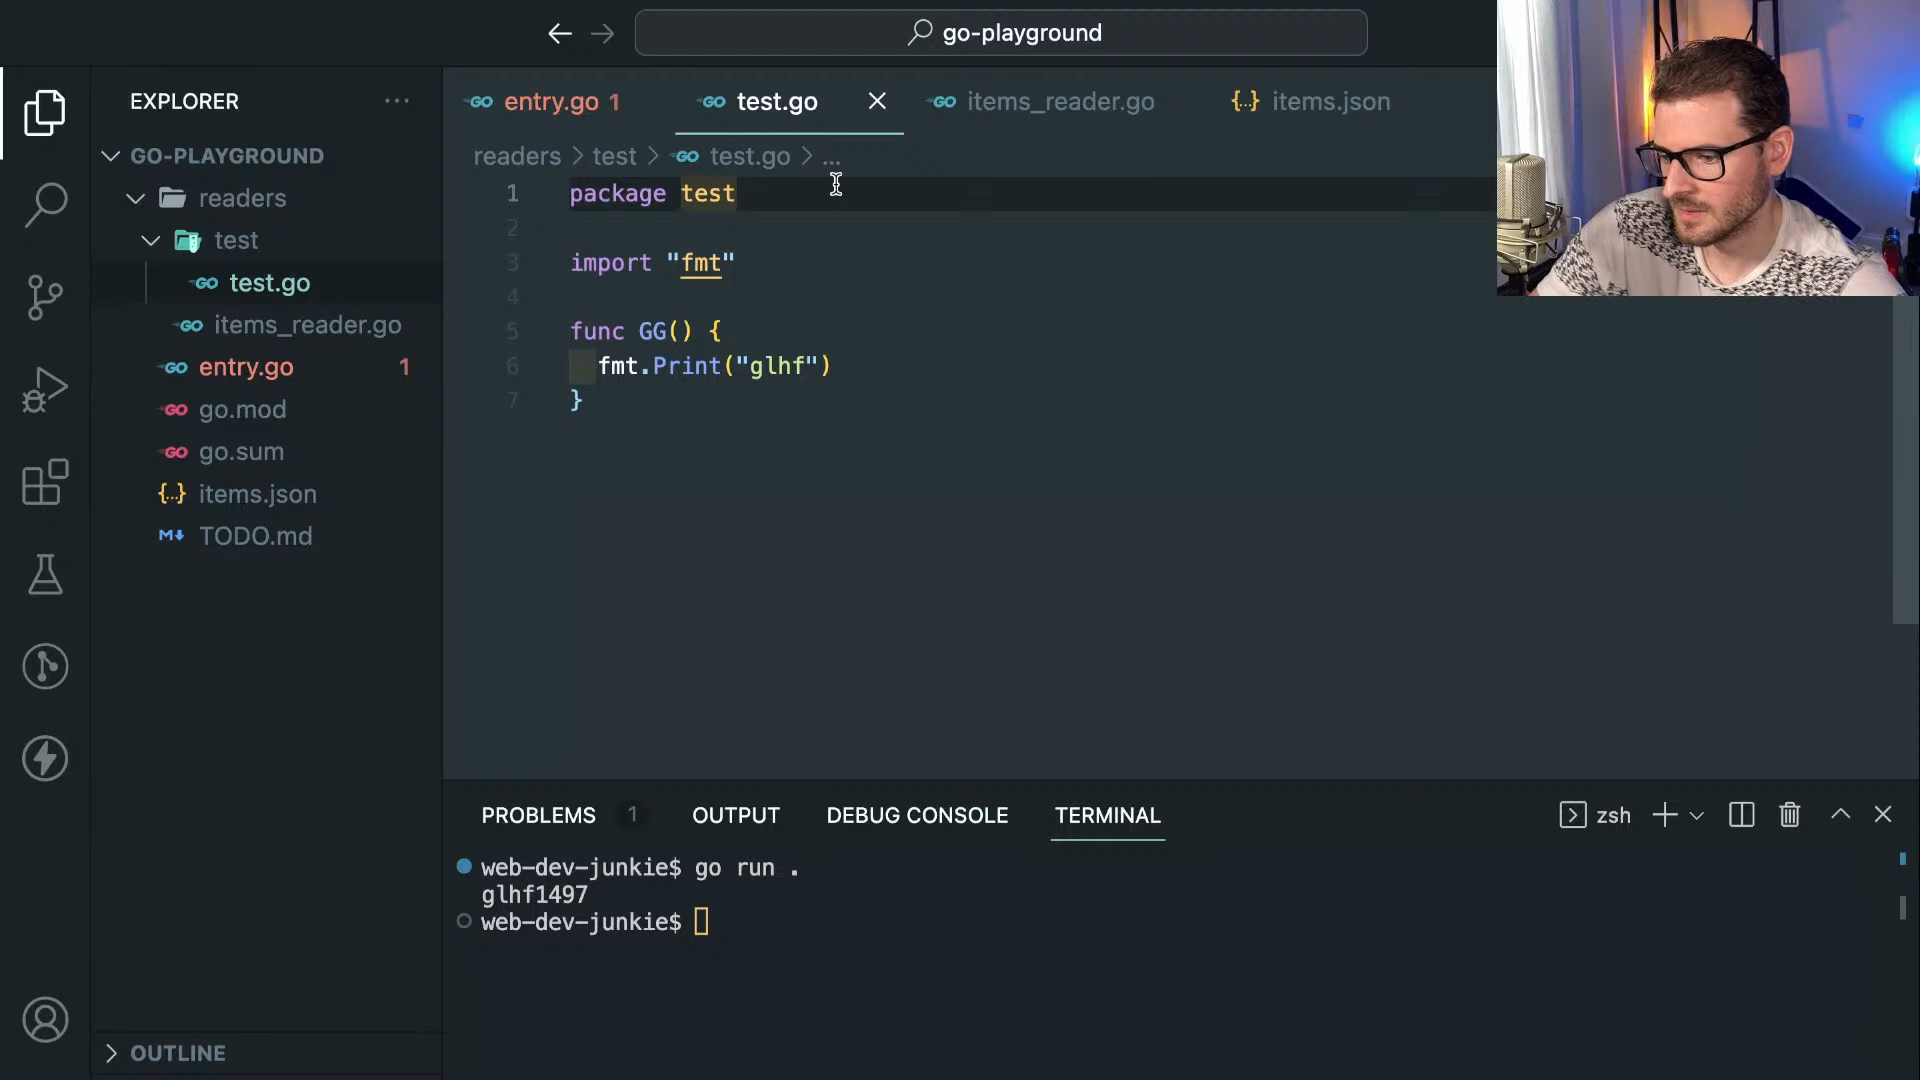 go-playground
EXPLORER
GO-PLAYGROUND
readers
test
test.go
items_reader.go
entry.go 1
go.mod
go.sum
{..} items.json
M↓ TODO.md
OUTLINE
entry.go 1
test.go
items_reader.go
{..} items.json
readers > test > test.go > ...
1 package test
2
3 import "fmt"
4
5 func GG() {
6 fmt.Print("glhf")
7 }
PROBLEMS 1 OUTPUT DEBUG CONSOLE TERMINAL
zsh
web-dev-junkie$ go run .
glhf1497
web-dev-junkie$